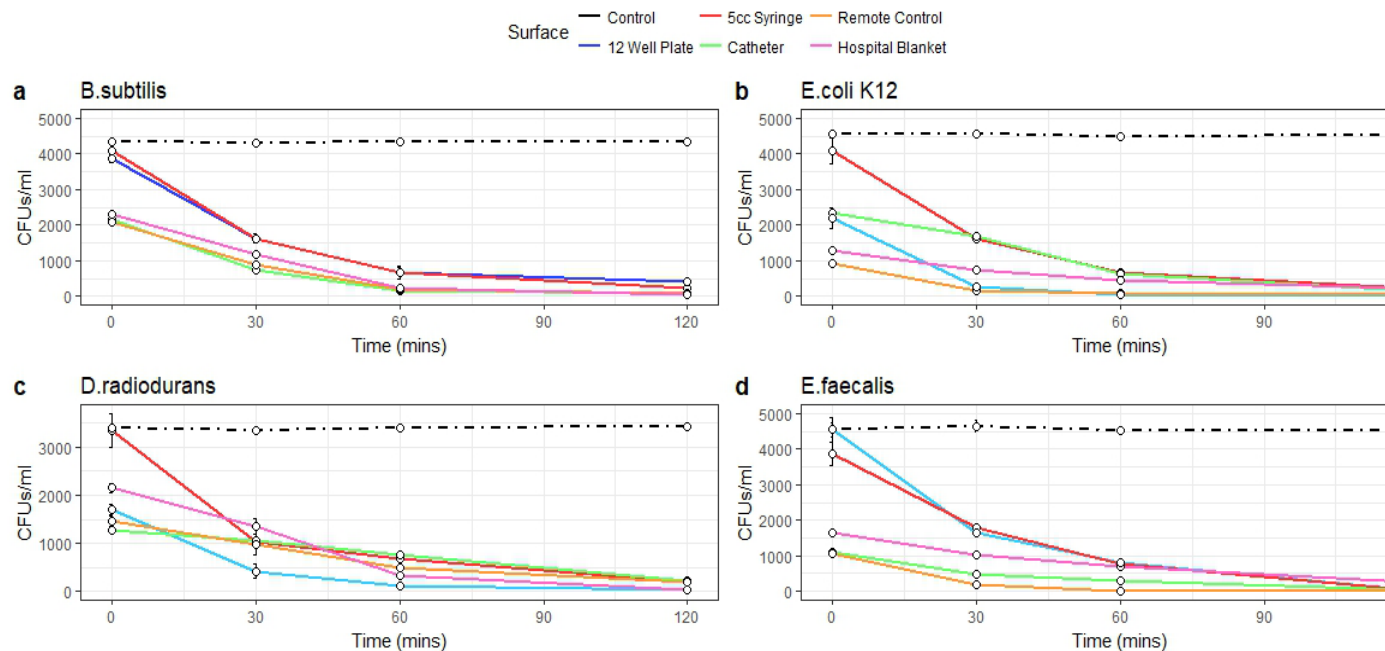 Surface
Control
5cc Syringe
Remote Control
12 Well Plate
Catheter
Hospital Blanket
a
B.subtilis
CFUs/ml
5000
4000
3000
2000
1000
0
0 30 60 90 120
Time (mins)
b
E.coli K12
CFUs/ml
5000
4000
3000
2000
1000
0
0 30 60 90
Time (mins)
c
D.radiodurans
CFUs/ml
3000
2000
1000
0
0 30 60 90 120
Time (mins)
d
E.faecalis
CFUs/ml
5000
4000
3000
2000
1000
0
0 30 60 90
Time (mins)